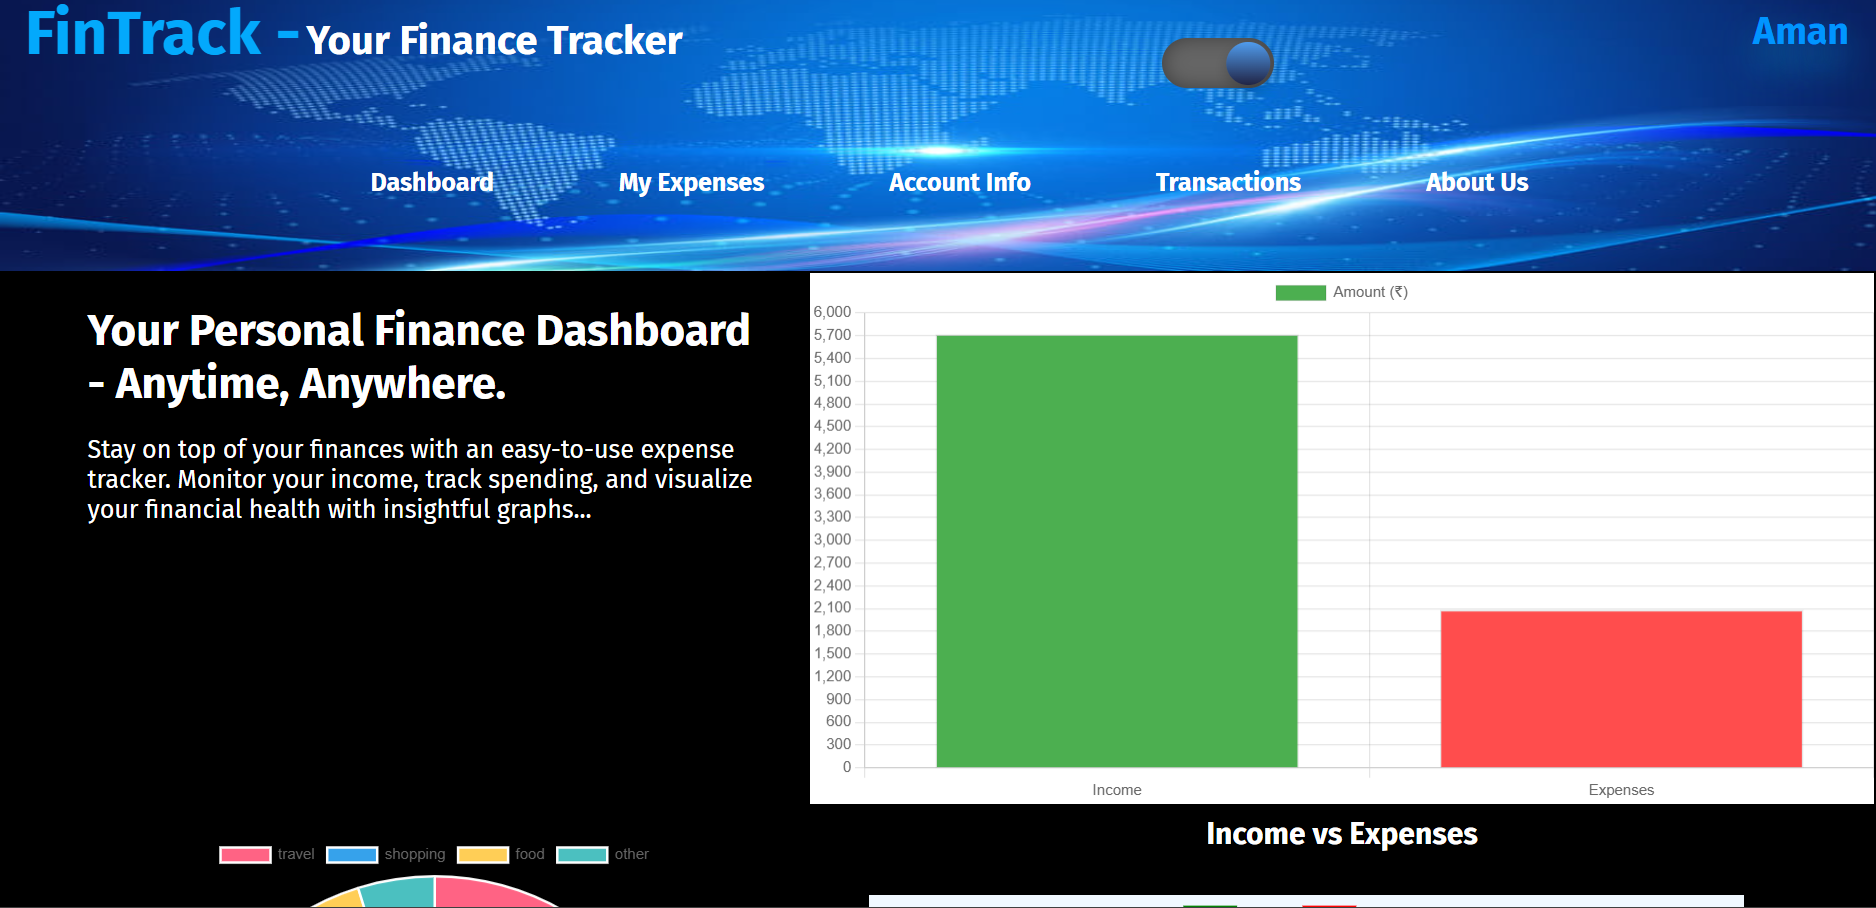 FinTrack - Your Finance Tracker
Aman
Dashboard
My Expenses
Account Info
Transactions
About Us
Your Personal Finance Dashboard
- Anytime, Anywhere.
Stay on top of your finances with an easy-to-use expense
tracker. Monitor your income, track spending, and visualize
your financial health with insightful graphs...
Amount (₹)
6,000
5,700
5,400
5,100
4,800
4,500
4,200
3,900
3,600
3,300
3,000
2,700
2,400
2,100
1,800
1,500
1,200
900
600
300
0
Income
Expenses
Income vs Expenses
travel
shopping
food
other